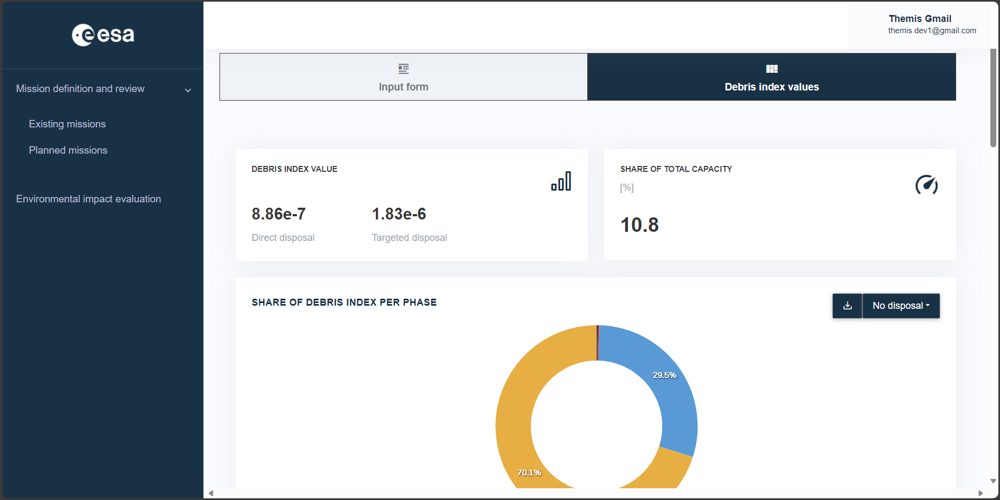 esa
Themis Gmail
themis.dev1@gmail.com
Mission definition and review
Existing missions
Planned missions
Environmental impact evaluation
Input form
Debris index values
DEBRIS INDEX VALUE
8.86e-7
1.83e-6
Direct disposal
Targeted disposal
SHARE OF TOTAL CAPACITY
[%]
10.8
SHARE OF DEBRIS INDEX PER PHASE
No disposal
29.5%
70.1%